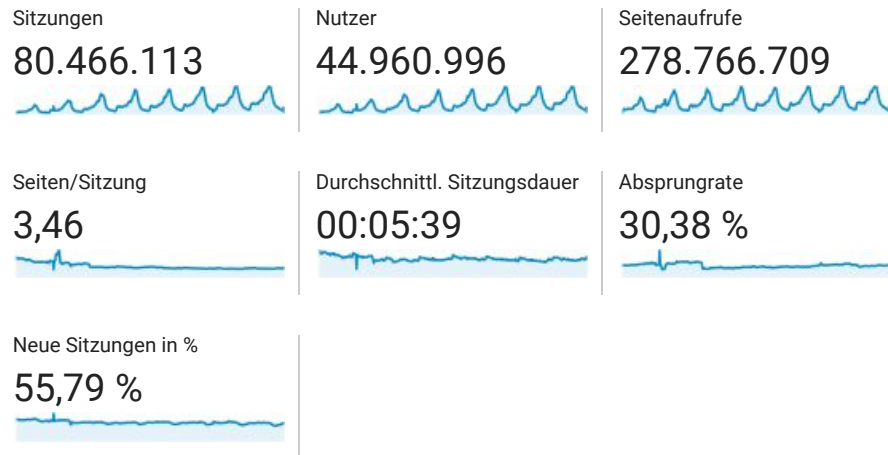 Sitzungen
80.466.113
Nutzer
44.960.996
Seitenaufrufe
278.766.709
Seiten/Sitzung
3,46
Durchschnittl. Sitzungsdauer
00:05:39
Absprungrate
30,38 %
Neue Sitzungen in %
55,79 %